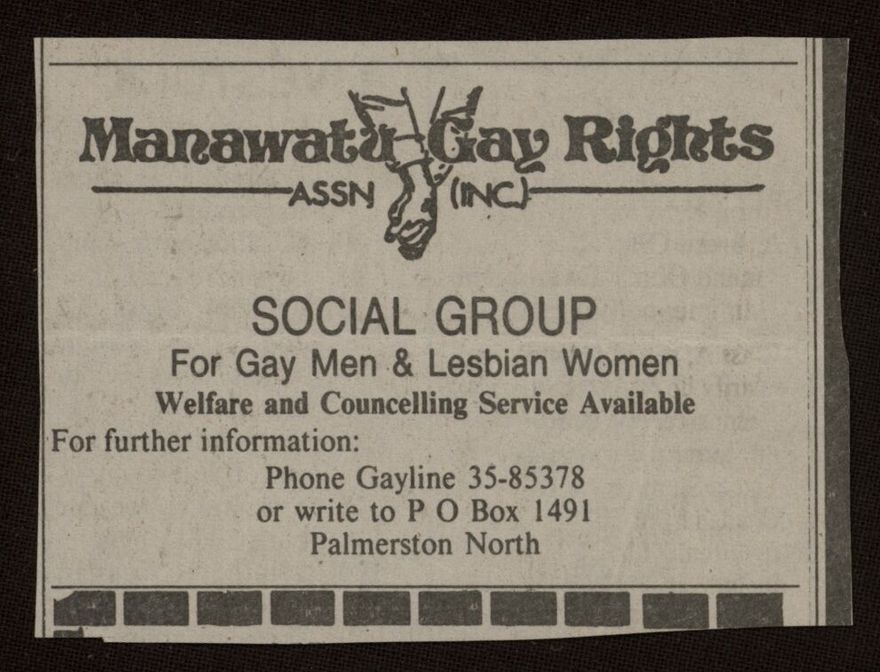 Manawatu Gay Rights
ASSN (INC.)
SOCIAL GROUP
For Gay Men & Lesbian Women
Welfare and Councelling Service Available
For further information:
Phone Gayline 35-85378
or write to P O Box 1491
Palmerston North